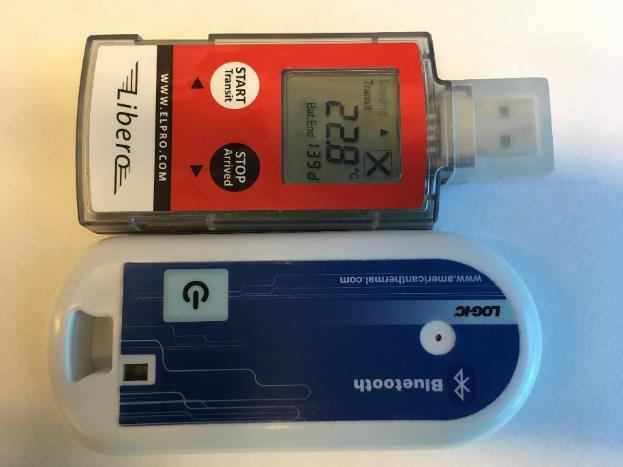 Libero
WWW.ELPRO.COM
START
Transit
STOP
Arrived
Logging
Transit
22.8 °C
Bat.End 139d
www.americanthermal.com
LOG-IC
Bluetooth